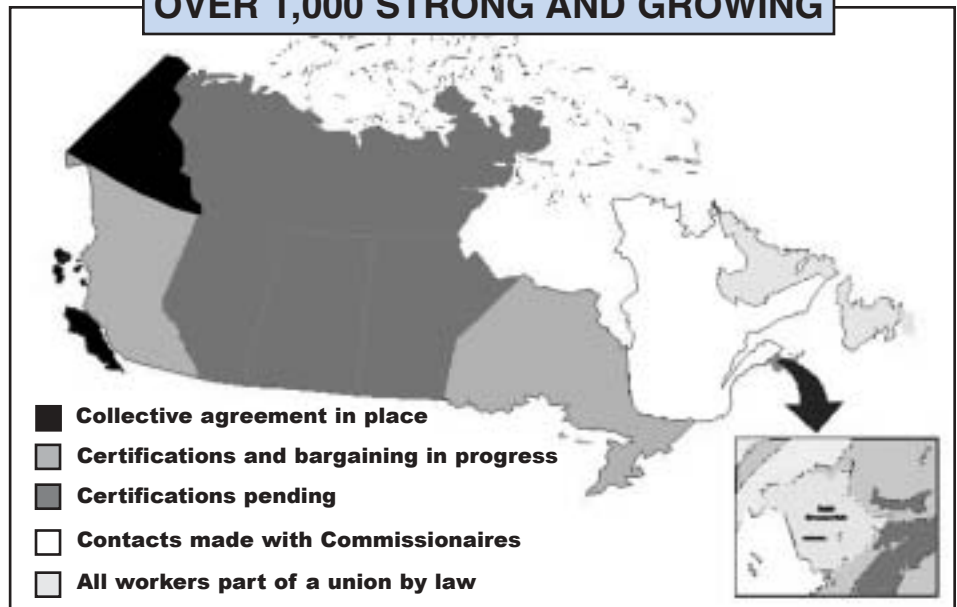 OVER 1,000 STRONG AND GROWING
Collective agreement in place
Certifications and bargaining in progress
Certifications pending
Contacts made with Commissionaires
All workers part of a union by law